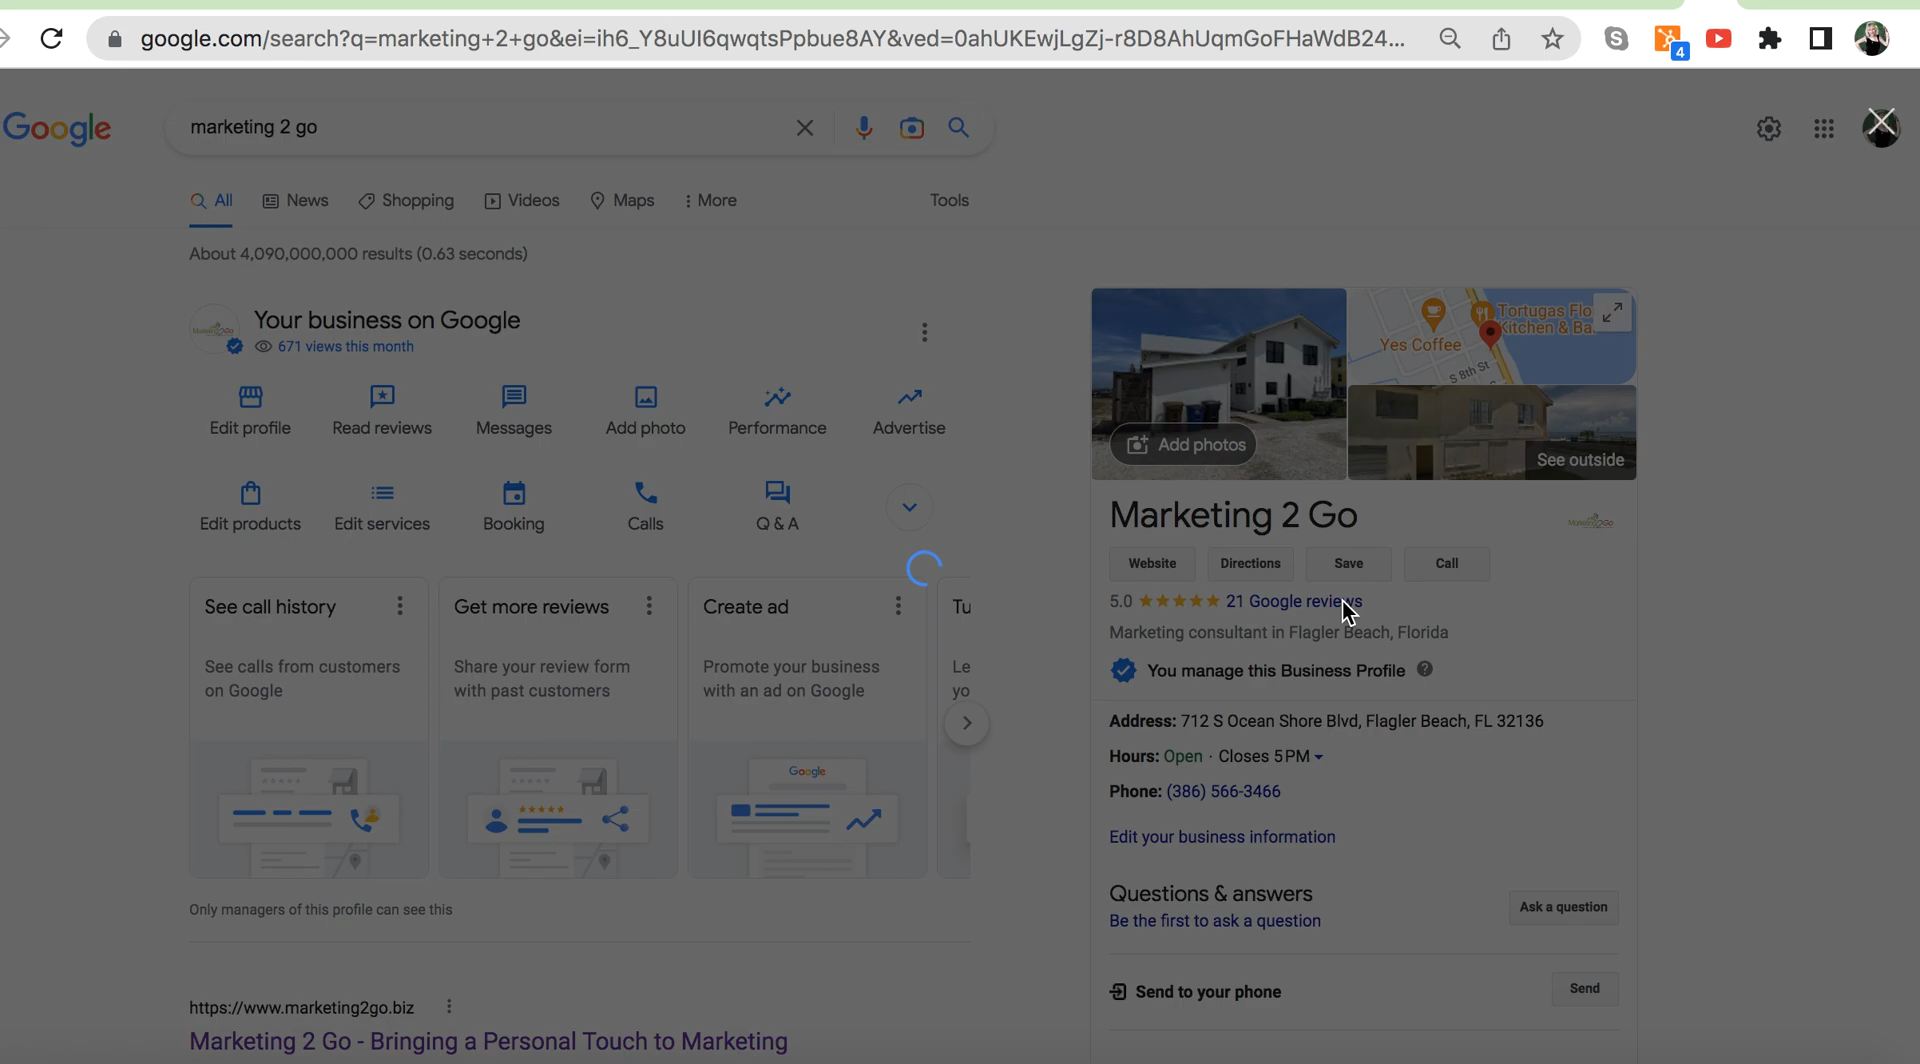 google.com/search?q=marketing+2+go&ei=ih6_Y8uUI6qwqtsPpbue8AY&ved=0ahUKEwjLgZj-r8D8AhUqmGoFHaWdB24...
4
Google
marketing 2 go
All
News
Shopping
Videos
Maps
More
Tools
About 4,090,000,000 results (0.63 seconds)
Your business on Google
671 views this month
Edit profile
Read reviews
Messages
Add photo
Performance
Advertise
Edit products
Edit services
Booking
Calls
Q & A
See call history
See calls from customers
on Google
Get more reviews
Share your review form
with past customers
Create ad
Promote your business
with an ad on Google
Google
Tu
Le
yo
Only managers of this profile can see this
https://www.marketing2go.biz
Marketing 2 Go - Bringing a Personal Touch to Marketing
Add photos
Tortugas Flo
Kitchen & Ba...
Yes Coffee
S 8th St
See outside
Marketing 2 Go
Marketing2Go
Website
Directions
Save
Call
5.0
21 Google reviews
Marketing consultant in Flagler Beach, Florida
You manage this Business Profile
Address: 712 S Ocean Shore Blvd, Flagler Beach, FL 32136
Hours: Open · Closes 5 PM
Phone: (386) 566-3466
Edit your business information
Questions & answers
Be the first to ask a question
Ask a question
Send to your phone
Send